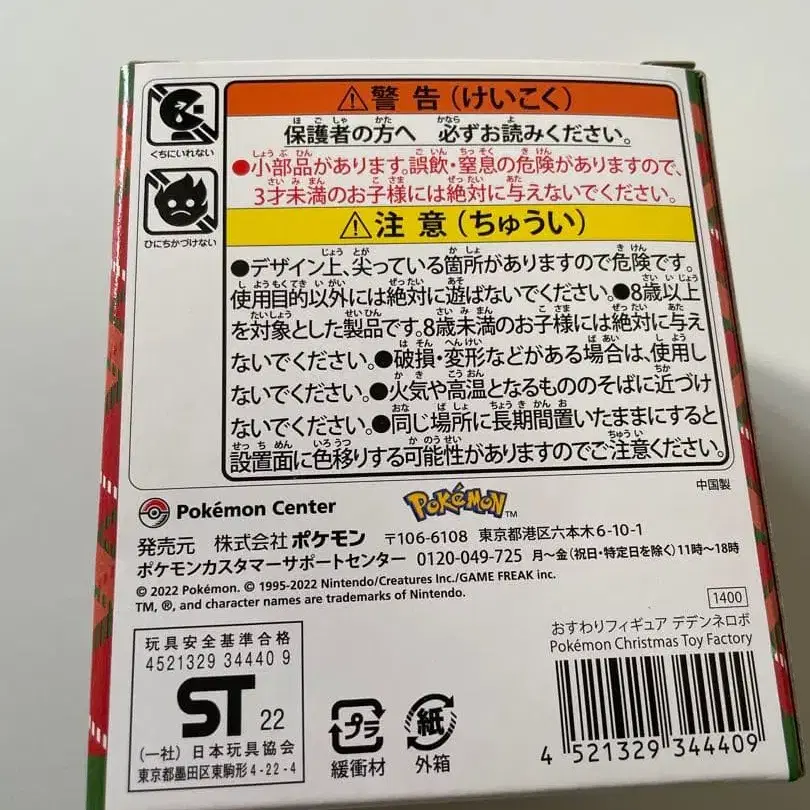 くちにいれない
ひにちかづけない
⚠警告(けいこく)
保護者の方へ 必ずお読みください。
●小部品があります。誤飲・窒息の危険がありますので、
3才未満のお子様には絶対に与えないでください。
⚠注意(ちゅうい)
●デザイン上、尖っている箇所がありますので危険です。
使用目的以外には絶対に遊ばないでください。●8歳以上
を対象とした製品です。8歳未満のお子様には絶対に与え
ないでください。●破損・変形などがある場合は、使用し
ないでください。●火気や高温となるもののそばに近づけ
ないでください。●同じ場所に長期間置いたままにすると
設置面に色移りする可能性がありますのでご注意ください。
中国製
Pokémon Center POKÉMON™
発売元 株式会社ポケモン 〒106-6108 東京都港区六本木6-10-1
ポケモンカスタマーサポートセンター 0120-049-725 月～金(祝日・特定日を除く)11時～18時
© 2022 Pokémon. © 1995-2022 Nintendo/Creatures Inc./GAME FREAK inc.
TM, ®, and character names are trademarks of Nintendo.
1400
おすわりフィギュア デデンネロボ
Pokémon Christmas Toy Factory
玩具安全基準合格
4521329 34440 9
ST 22
(一社)日本玩具協会
東京都墨田区東駒形4-22-4
プラ
緩衝材
紙
外箱
4 521329 344409